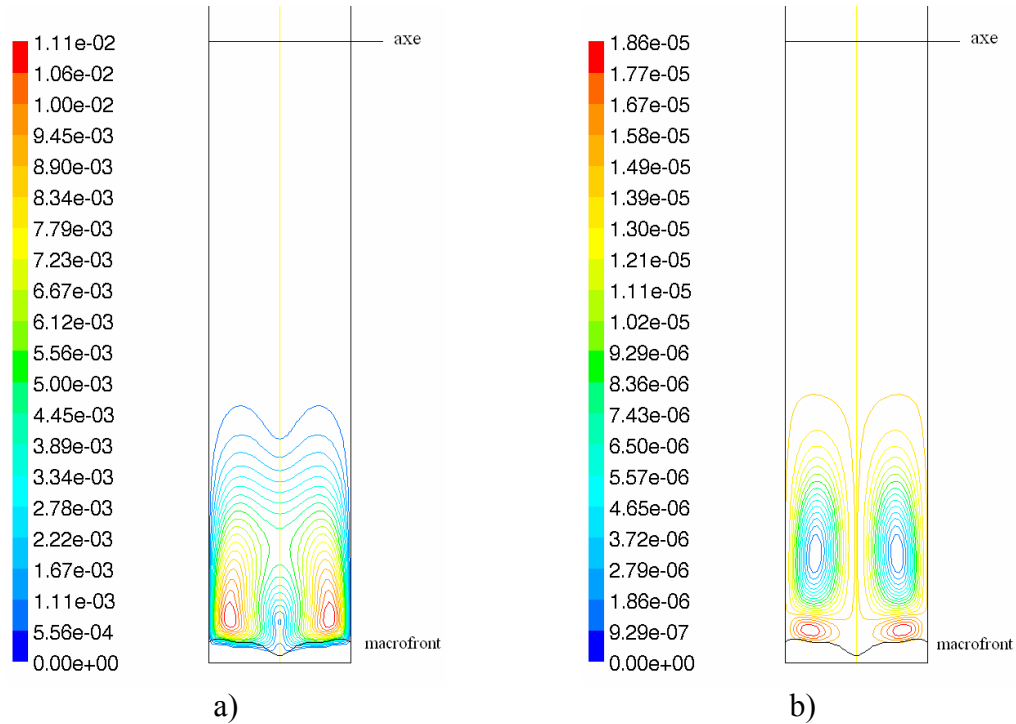 axe
1.11e-02
1.06e-02
1.00e-02
9.45e-03
8.90e-03
8.34e-03
7.79e-03
7.23e-03
6.67e-03
6.12e-03
5.56e-03
5.00e-03
4.45e-03
3.89e-03
3.34e-03
2.78e-03
2.22e-03
1.67e-03
1.11e-03
5.56e-04
0.00e+00
macrofront
a)
axe
1.86e-05
1.77e-05
1.67e-05
1.58e-05
1.49e-05
1.39e-05
1.30e-05
1.21e-05
1.11e-05
1.02e-05
9.29e-06
8.36e-06
7.43e-06
6.50e-06
5.57e-06
4.65e-06
3.72e-06
2.79e-06
1.86e-06
9.29e-07
0.00e+00
macrofront
b)